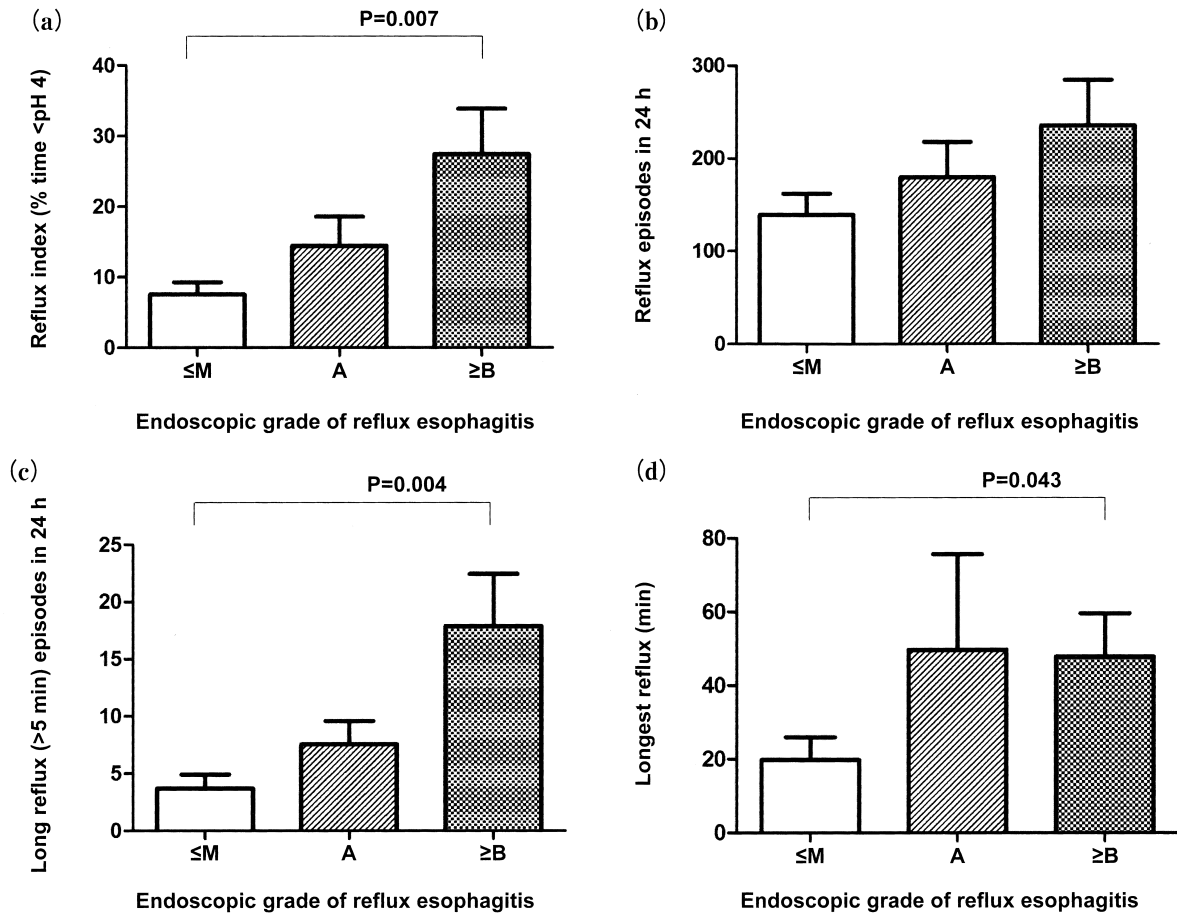 (a)
P=0.007
Reflux index (% time <pH 4)
40
30
20
10
0
≤M A ≥B
Endoscopic grade of reflux esophagitis
(b)
Reflux episodes in 24 h
300
200
100
0
≤M A ≥B
Endoscopic grade of reflux esophagitis
(c)
P=0.004
Long reflux (>5 min) episodes in 24 h
25
20
15
10
5
0
≤M A ≥B
Endoscopic grade of reflux esophagitis
(d)
P=0.043
Longest reflux (min)
80
60
40
20
0
≤M A ≥B
Endoscopic grade of reflux esophagitis